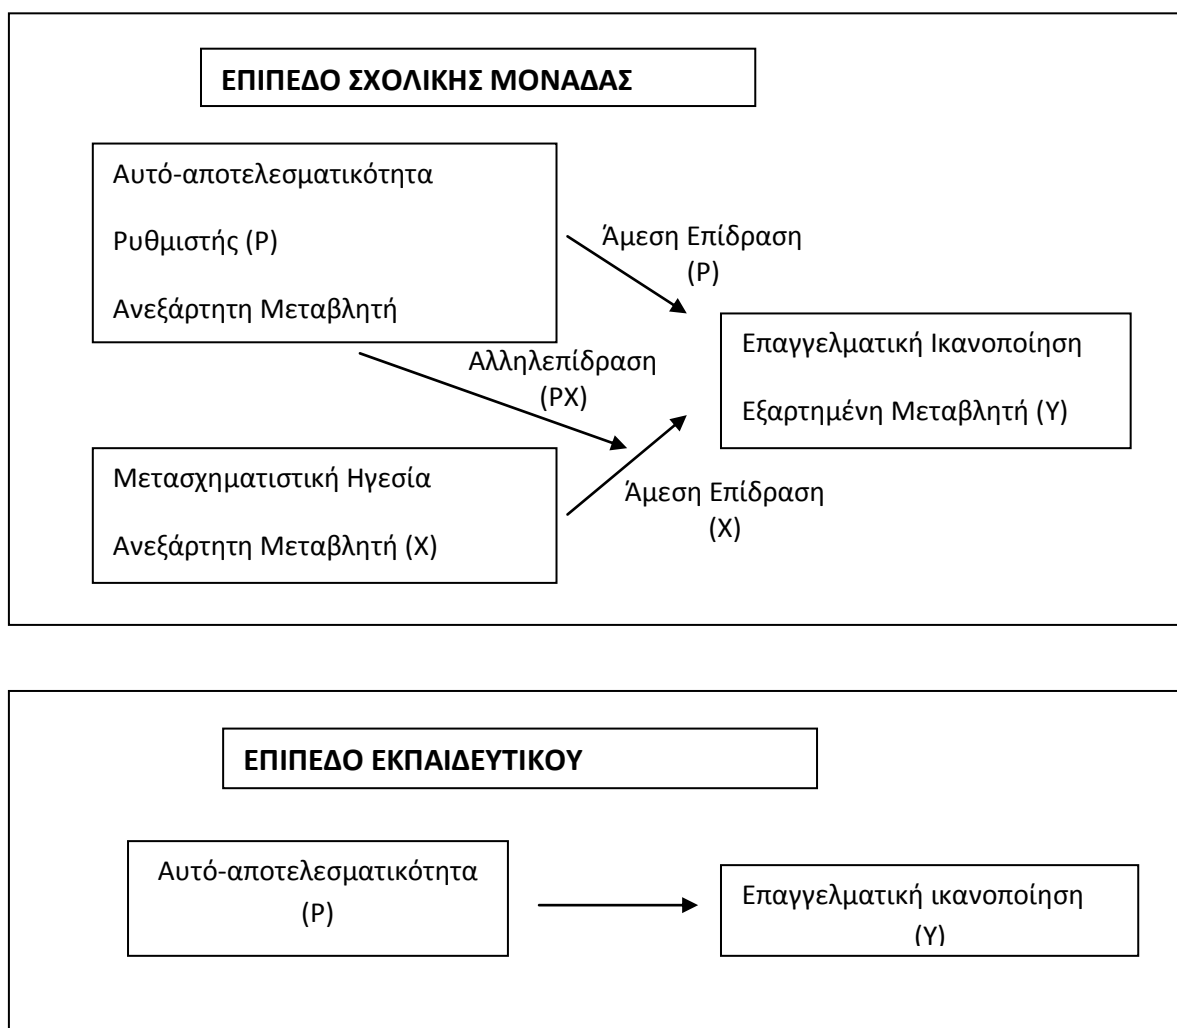 ΕΠΙΠΕΔΟ ΣΧΟΛΙΚΗΣ ΜΟΝΑΔΑΣ
Αυτό-αποτελεσματικότητα
Ρυθμιστής (Ρ)
Ανεξάρτητη Μεταβλητή
Άμεση Επίδραση
(Ρ)
Αλληλεπίδραση
(ΡΧ)
Επαγγελματική Ικανοποίηση
Εξαρτημένη Μεταβλητή (Υ)
Μετασχηματιστική Ηγεσία
Ανεξάρτητη Μεταβλητή (Χ)
Άμεση Επίδραση
(Χ)
ΕΠΙΠΕΔΟ ΕΚΠΑΙΔΕΥΤΙΚΟΥ
Αυτό-αποτελεσματικότητα
(Ρ)
Επαγγελματική ικανοποίηση
(Υ)